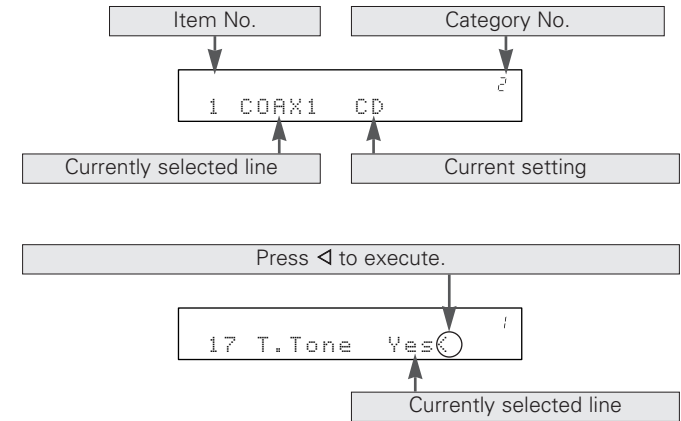 Item No. Category No.
2
1 COAX1 CD
Currently selected line Current setting
Press ◁ to execute.
1
17 T.Tone Yes<
Currently selected line